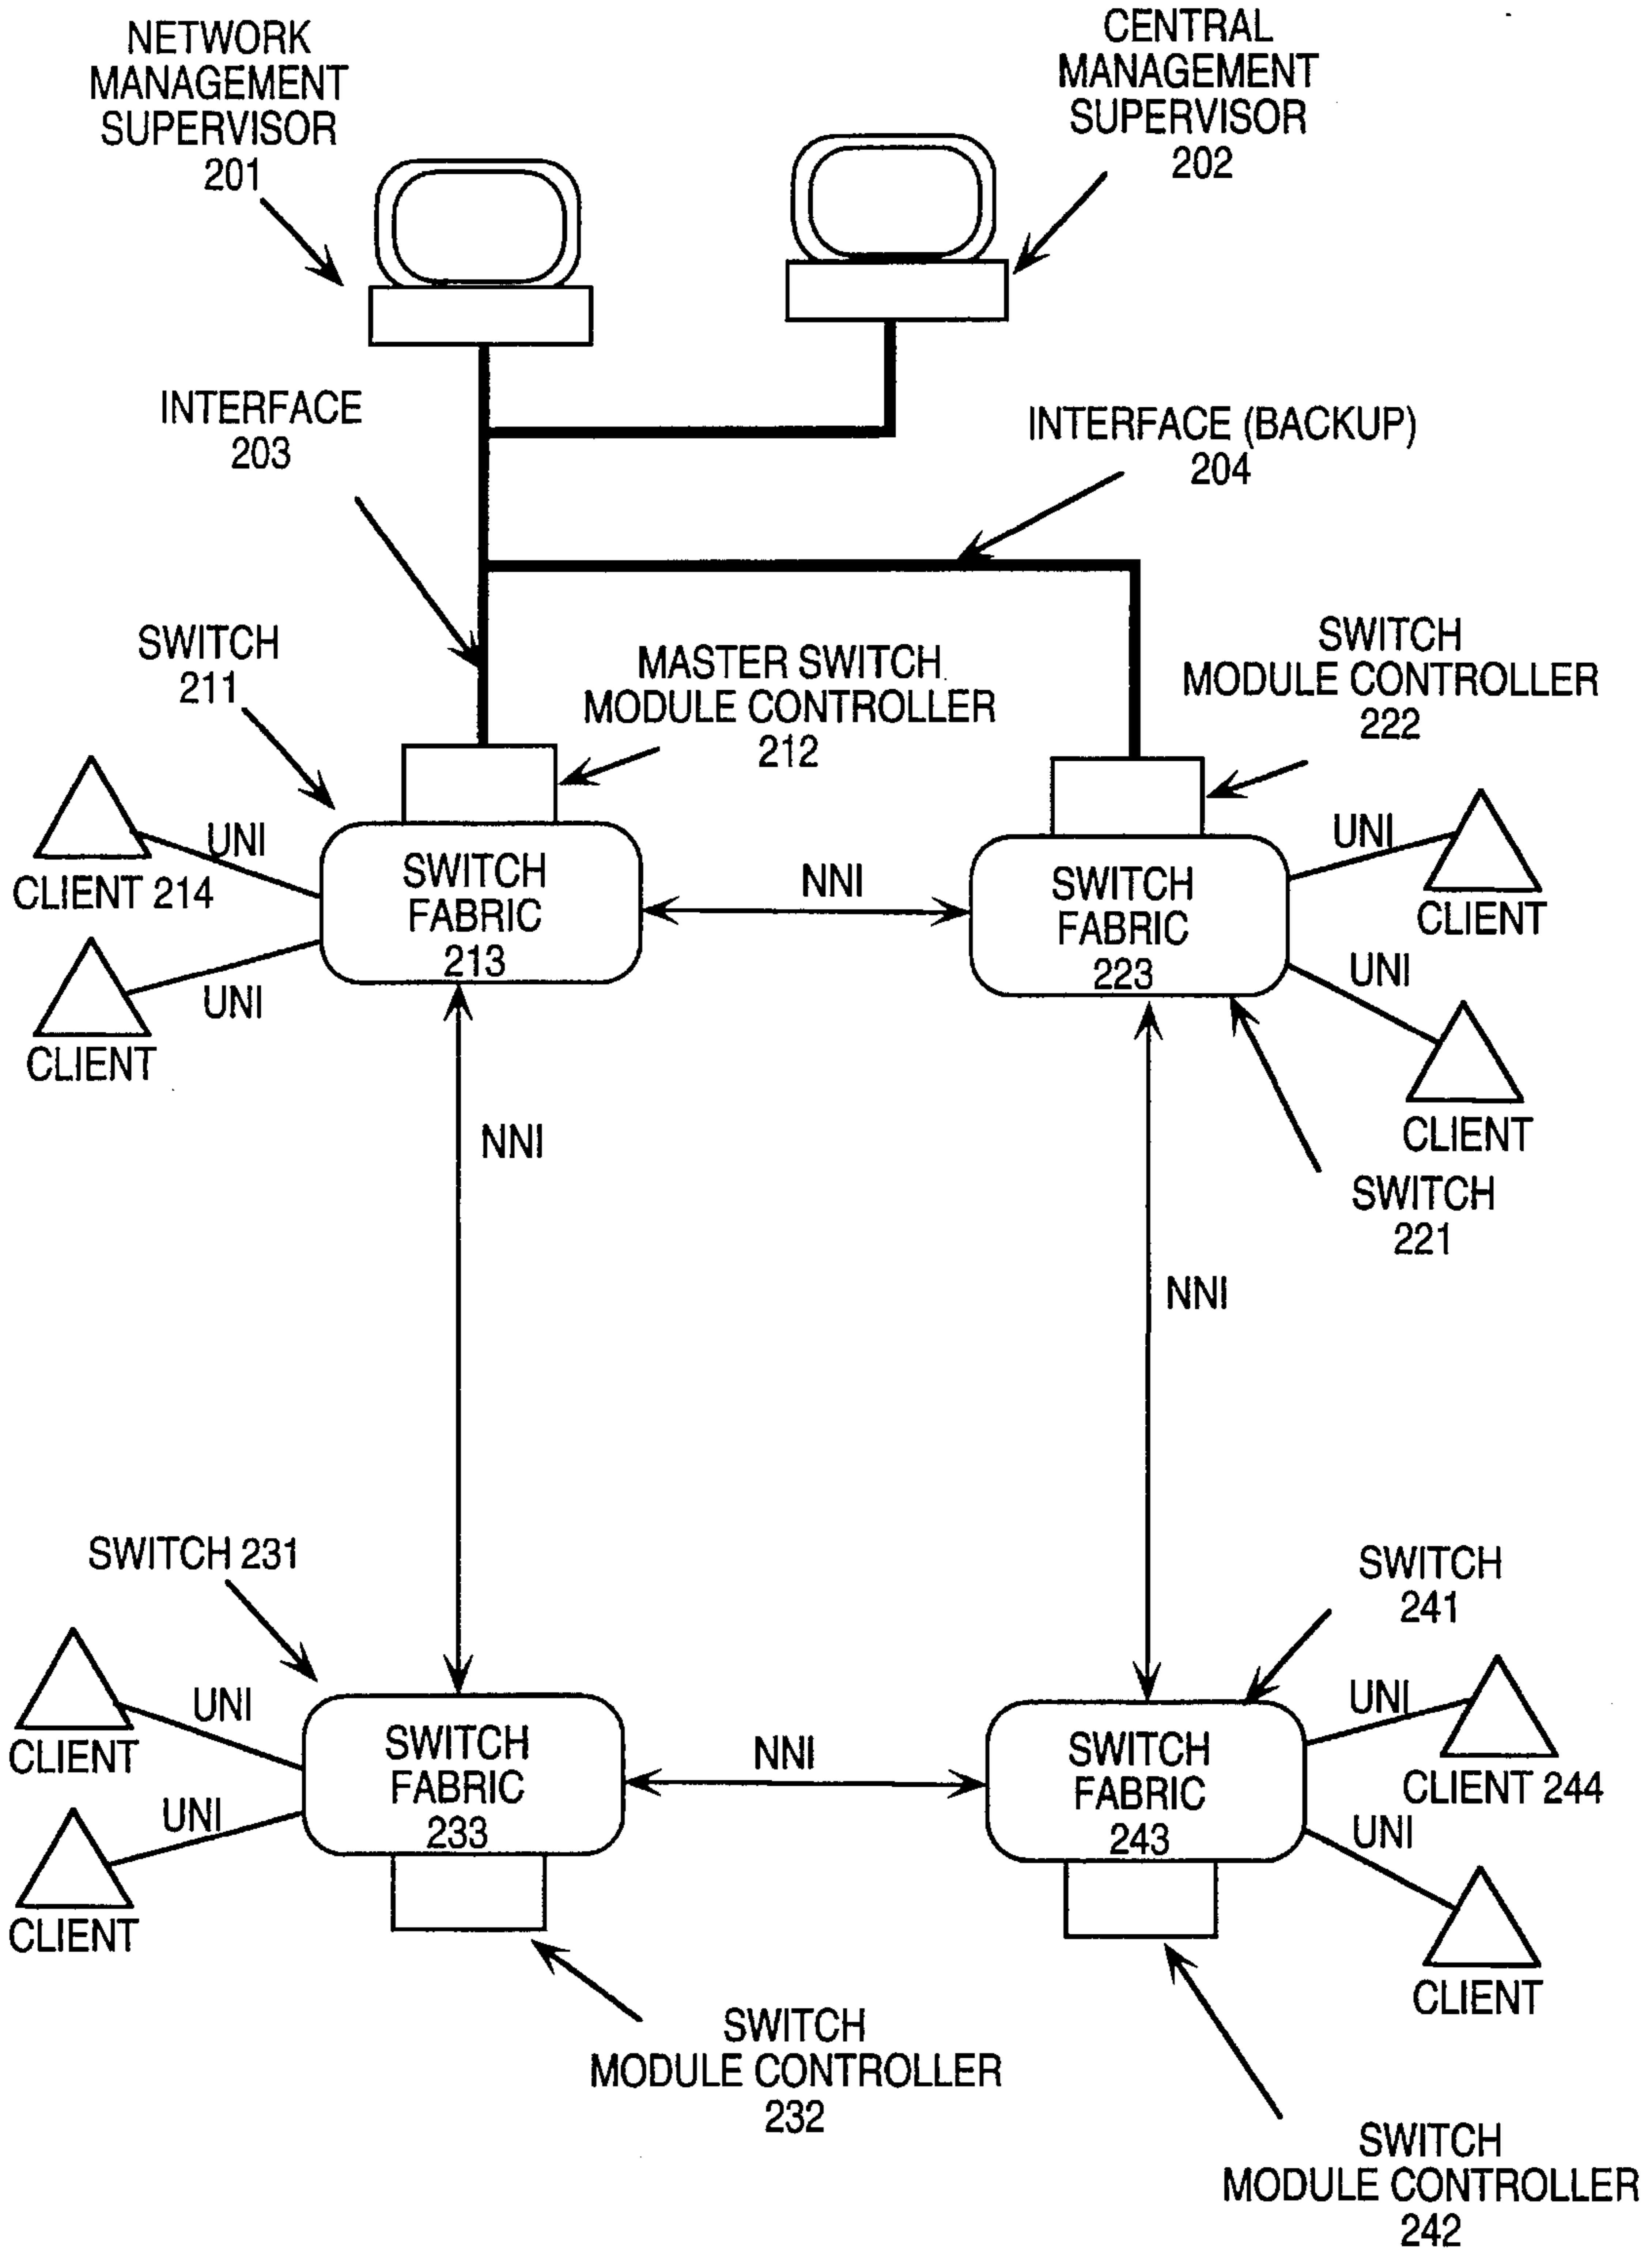 NETWORK
MANAGEMENT
SUPERVISOR
201
CENTRAL
MANAGEMENT
SUPERVISOR
202
INTERFACE
203
INTERFACE (BACKUP)
204
SWITCH
211
MASTER SWITCH
MODULE CONTROLLER
212
SWITCH
MODULE CONTROLLER
222
UNI
CLIENT 214
SWITCH
FABRIC
213
NNI
SWITCH
FABRIC
223
UNI
CLIENT
UNI
CLIENT
UNI
CLIENT
SWITCH
221
NNI
NNI
SWITCH 231
SWITCH
241
UNI
CLIENT
UNI
CLIENT
SWITCH
FABRIC
233
NNI
SWITCH
FABRIC
243
UNI
CLIENT 244
UNI
CLIENT
SWITCH
MODULE CONTROLLER
232
SWITCH
MODULE CONTROLLER
242